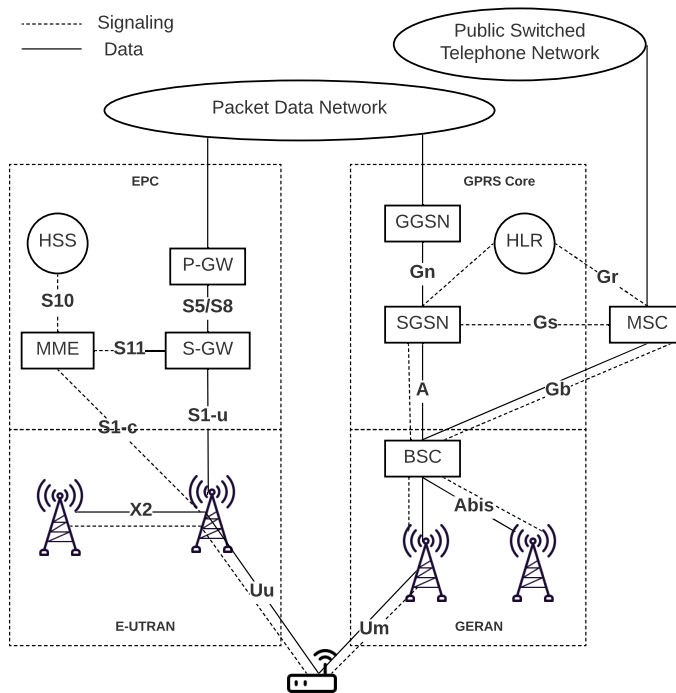 Signaling
Data
Public Switched
Telephone Network
Packet Data Network
EPC
GPRS Core
HSS
GGSN
HLR
P-GW
Gn
Gr
S10
S5/S8
SGSN
Gs
MSC
MME
S11
S-GW
A
Gb
S1-u
S1-c
BSC
X2
Abis
Uu
Um
E-UTRAN
GERAN